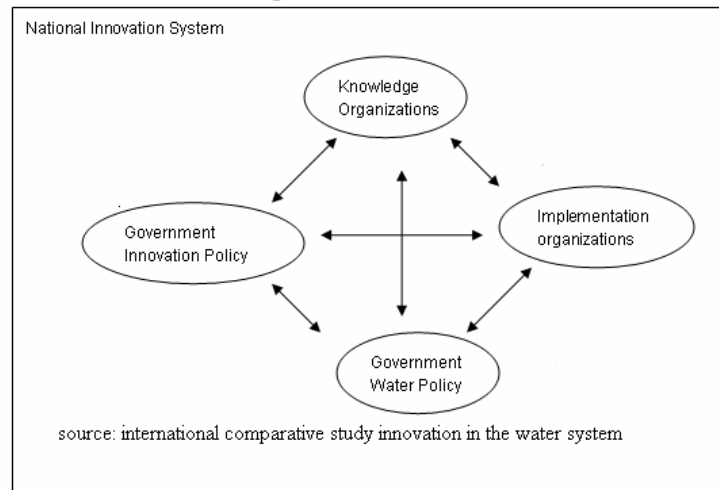 National Innovation System
Knowledge
Organizations
Government
Innovation Policy
Implementation
organizations
Government
Water Policy
source: international comparative study innovation in the water system